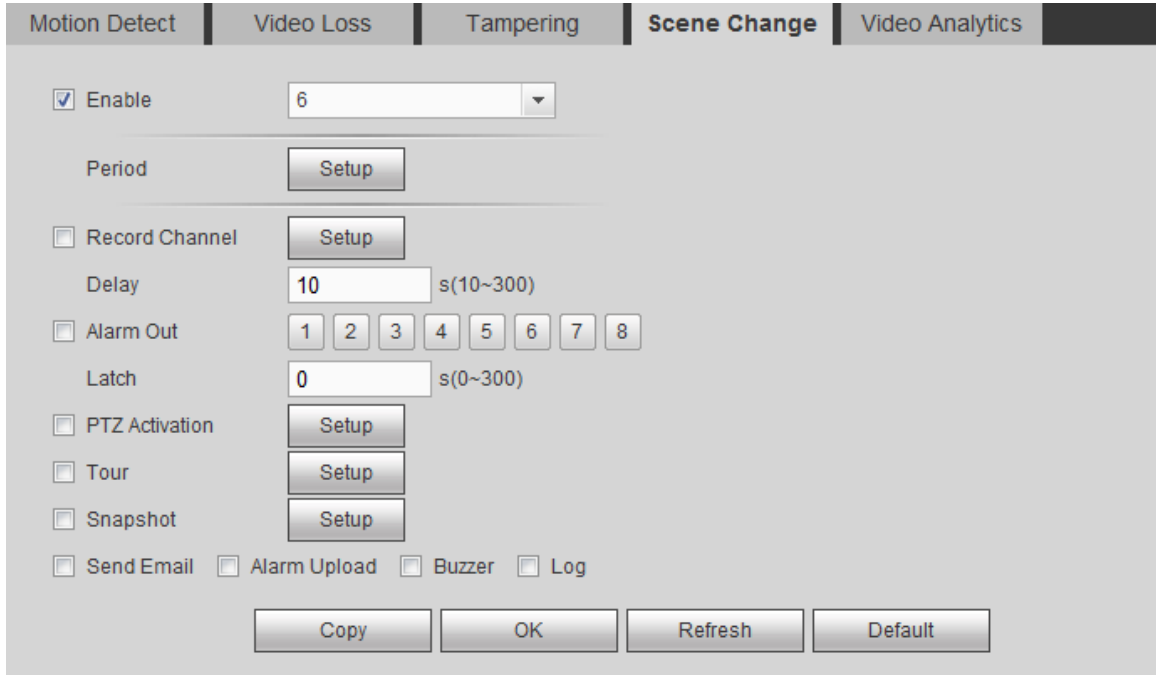 Motion Detect Video Loss Tampering Scene Change Video Analytics
Enable 6
Period Setup
Record Channel Setup
Delay 10 s(10~300)
Alarm Out 1 2 3 4 5 6 7 8
Latch 0 s(0~300)
PTZ Activation Setup
Tour Setup
Snapshot Setup
Send Email Alarm Upload Buzzer Log
Copy OK Refresh Default